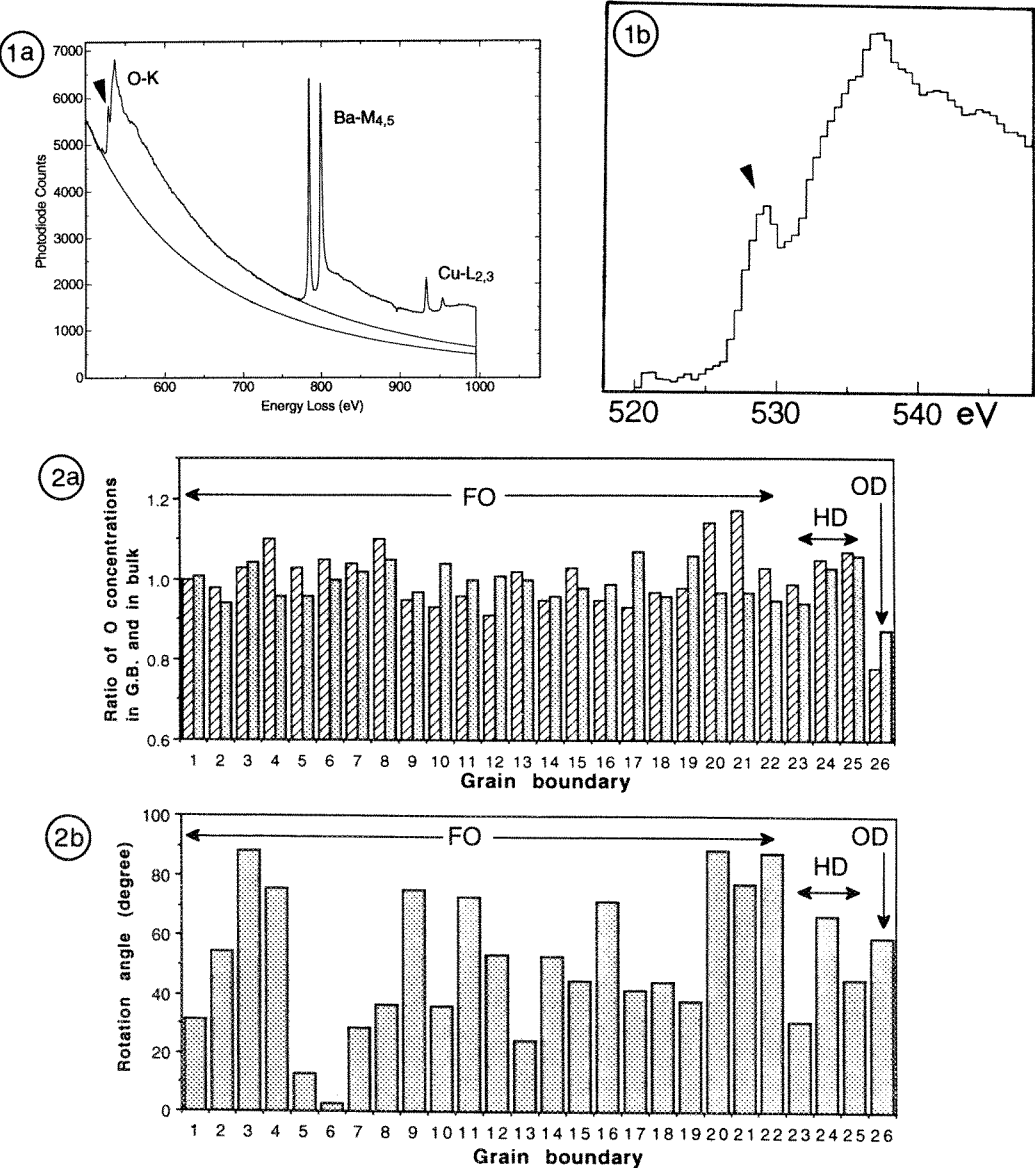 1a
7000
6000
5000
4000
3000
2000
1000
0
Photodiode Counts
O-K
Ba-M4,5
Cu-L2,3
600 700 800 900 1000
Energy Loss (eV)
1b
520 530 540 eV
2a
Ratio of O concentrations
in G.B. and in bulk
1.2
1.0
0.8
0.6
FO
HD
OD
1 2 3 4 5 6 7 8 9 10 11 12 13 14 15 16 17 18 19 20 21 22 23 24 25 26
Grain boundary
2b
Rotation angle (degree)
100
80
60
40
20
0
FO
HD
OD
1 2 3 4 5 6 7 8 9 10 11 12 13 14 15 16 17 18 19 20 21 22 23 24 25 26
Grain boundary